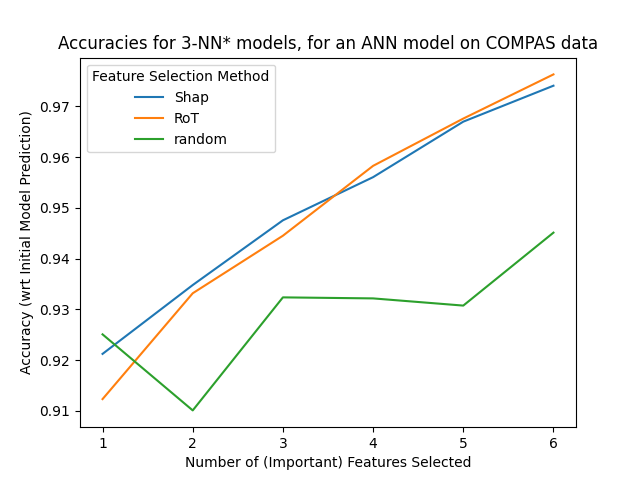 Accuracies for 3-NN* models, for an ANN model on COMPAS data
Feature Selection Method
Shap
RoT
random
0.97
0.96
0.95
0.94
0.93
0.92
0.91
Accuracy (wrt Initial Model Prediction)
1 2 3 4 5 6
Number of (Important) Features Selected